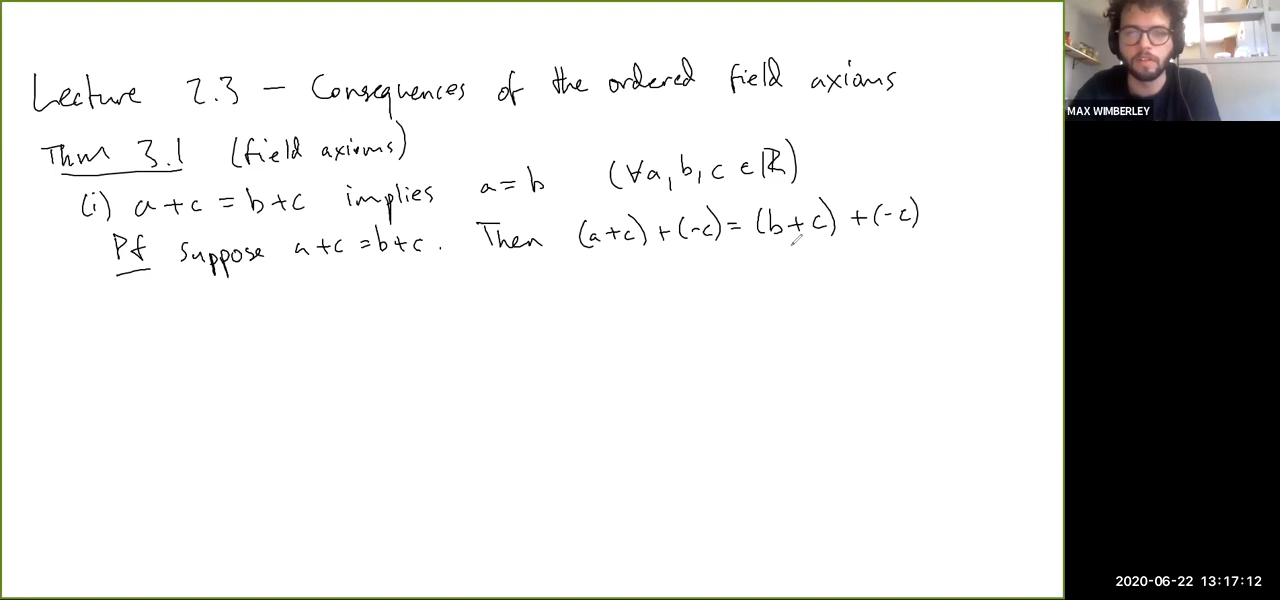 Lecture 2.3 - Consequences of the ordered field axioms
Thm 3.1 (field axioms)
(i) a+c = b+c implies a = b (∀a, b, c ∈ ℝ)
Pf Suppose a+c = b+c. Then (a+c) + (-c) = (b+c) + (-c)
MAX WIMBERLEY
2020-06-22 13:17:12